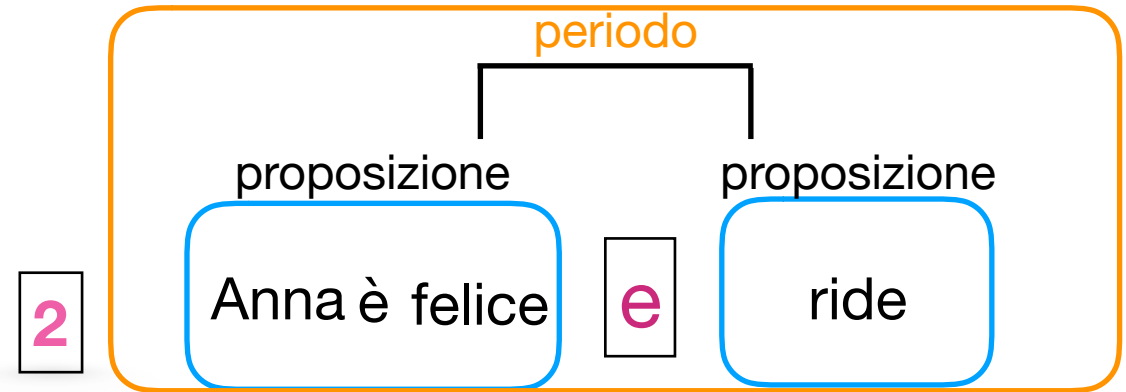 periodo
proposizione proposizione
2 Anna è felice e ride